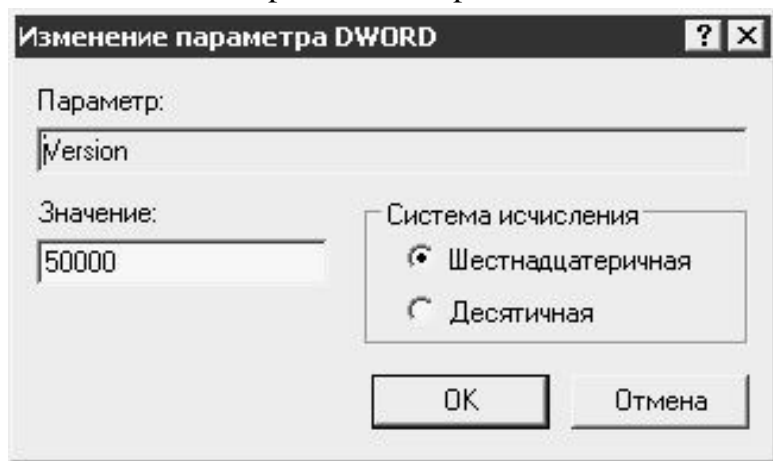 Изменение параметра DWORD
Параметр:
Version
Значение:
Система исчисления
50000
Шестнадцатеричная
Десятичная
OK
Отмена